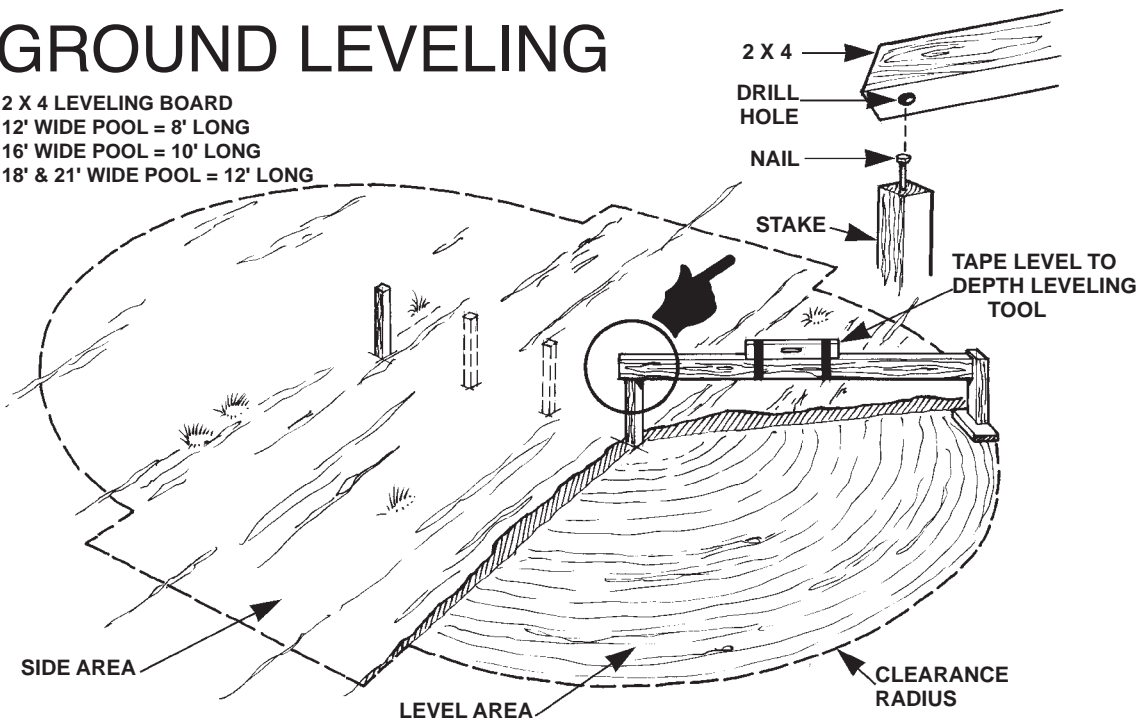 GROUND LEVELING
2 X 4 LEVELING BOARD
12' WIDE POOL = 8' LONG
16' WIDE POOL = 10' LONG
18' & 21' WIDE POOL = 12' LONG
2 X 4
DRILL
HOLE
NAIL
STAKE
TAPE LEVEL TO
DEPTH LEVELING
TOOL
SIDE AREA
LEVEL AREA
CLEARANCE
RADIUS